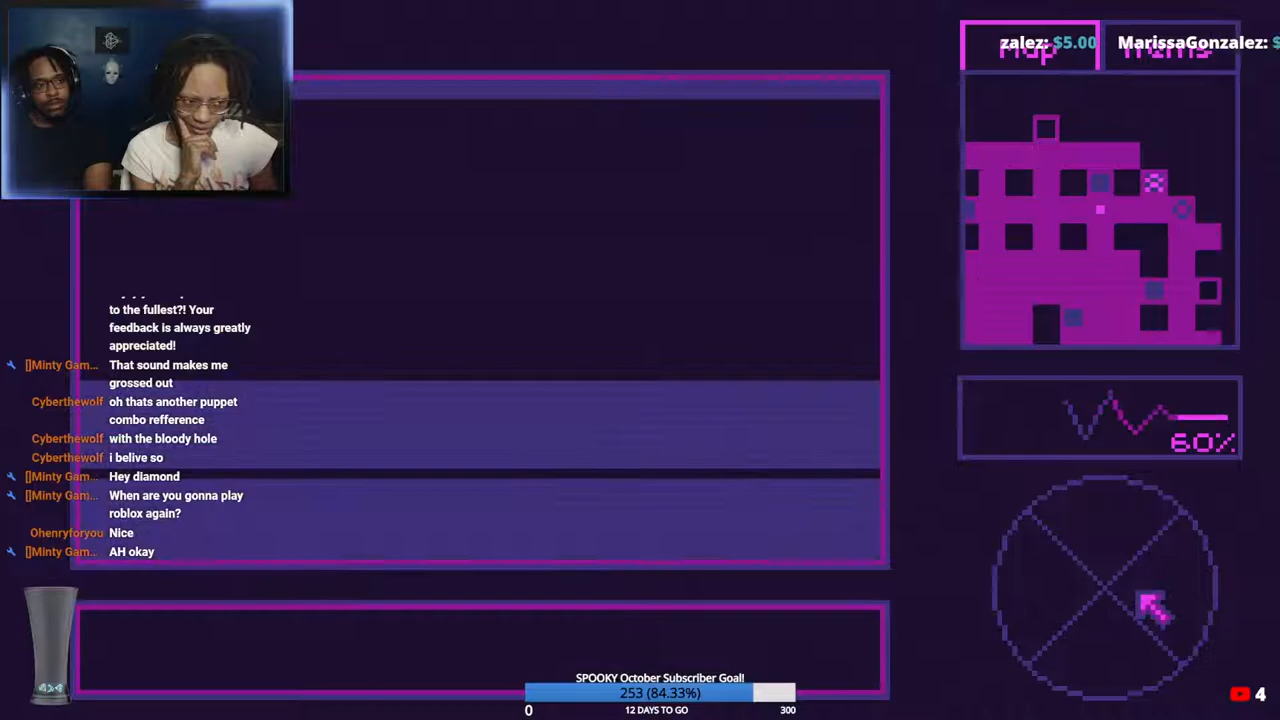 zalez: $5.00 MarissaGonzalez: $
Map Items
to the fullest?! Your
feedback is always greatly
appreciated!
[]Minty Gam... That sound makes me
grossed out
Cyberthewolf oh thats another puppet
combo refference
Cyberthewolf with the bloody hole
Cyberthewolf i belive so
[]Minty Gam... Hey diamond
[]Minty Gam... When are you gonna play
roblox again?
Ohenryforyou Nice
[]Minty Gam... AH okay
60%
SPOOKY October Subscriber Goal!
253 (84.33%)
0 12 DAYS TO GO 300
4